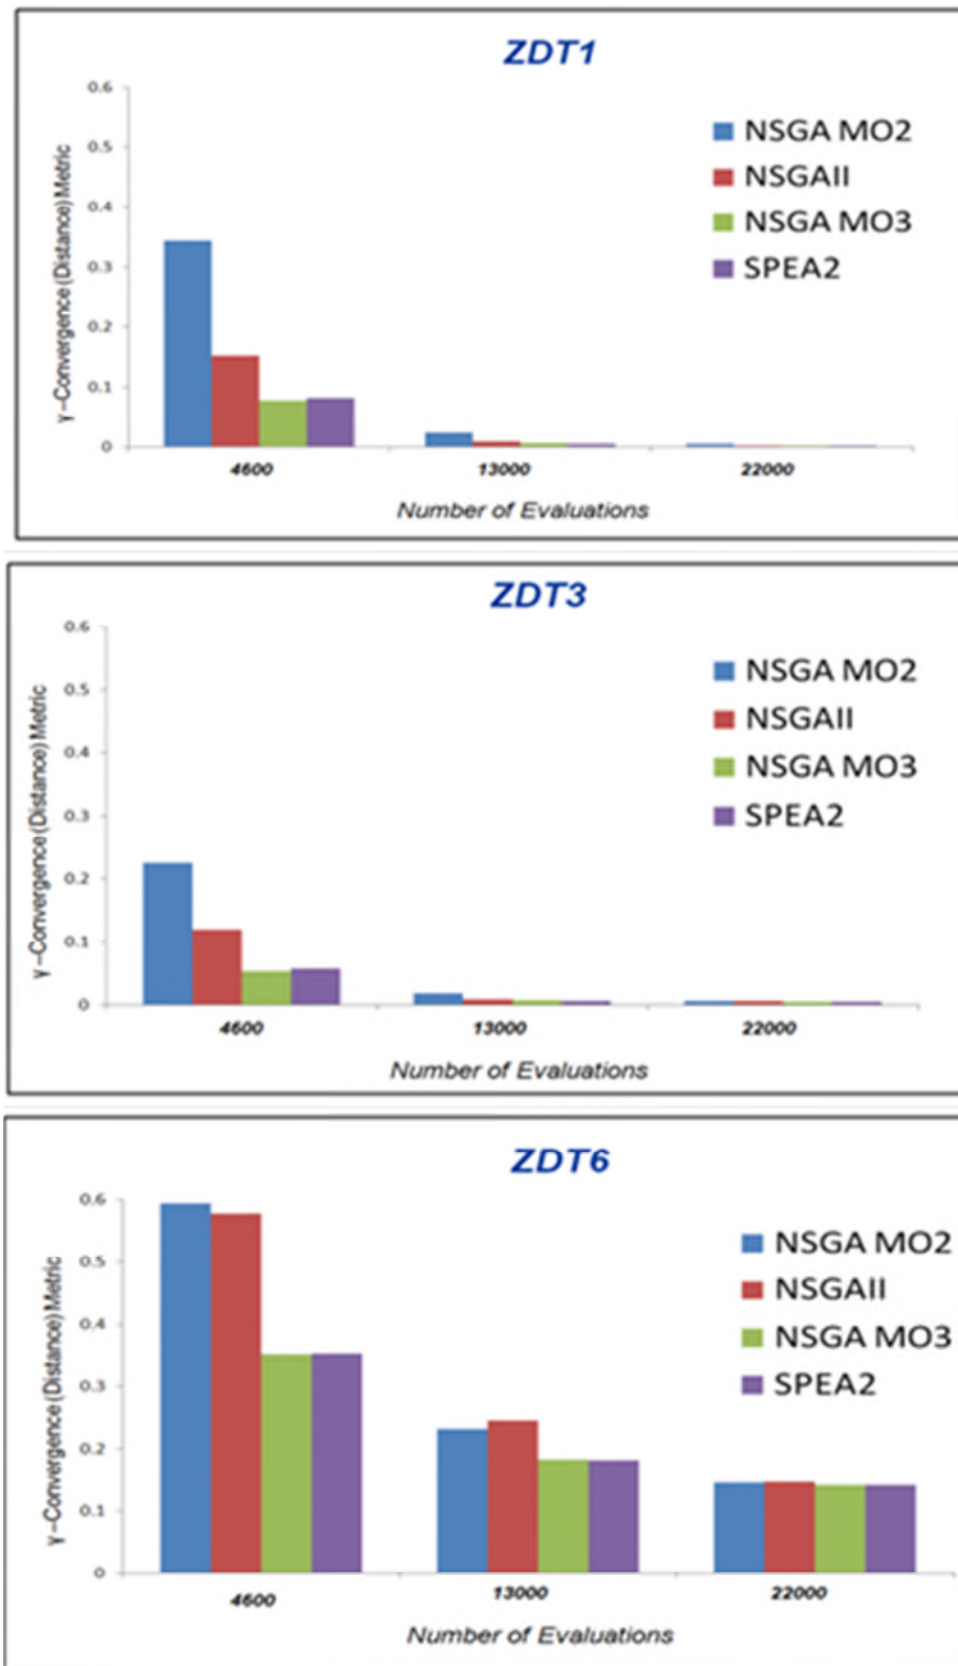 ZDT1
γ–Convergence (Distance) Metric
0.6
0.5
0.4
0.3
0.2
0.1
0
NSGA MO2
NSGAII
NSGA MO3
SPEA2
4600 13000 22000
Number of Evaluations
ZDT3
γ–Convergence (Distance) Metric
0.6
0.5
0.4
0.3
0.2
0.1
0
NSGA MO2
NSGAII
NSGA MO3
SPEA2
4600 13000 22000
Number of Evaluations
ZDT6
γ–Convergence (Distance) Metric
0.6
0.5
0.4
0.3
0.2
0.1
0
NSGA MO2
NSGAII
NSGA MO3
SPEA2
4600 13000 22000
Number of Evaluations